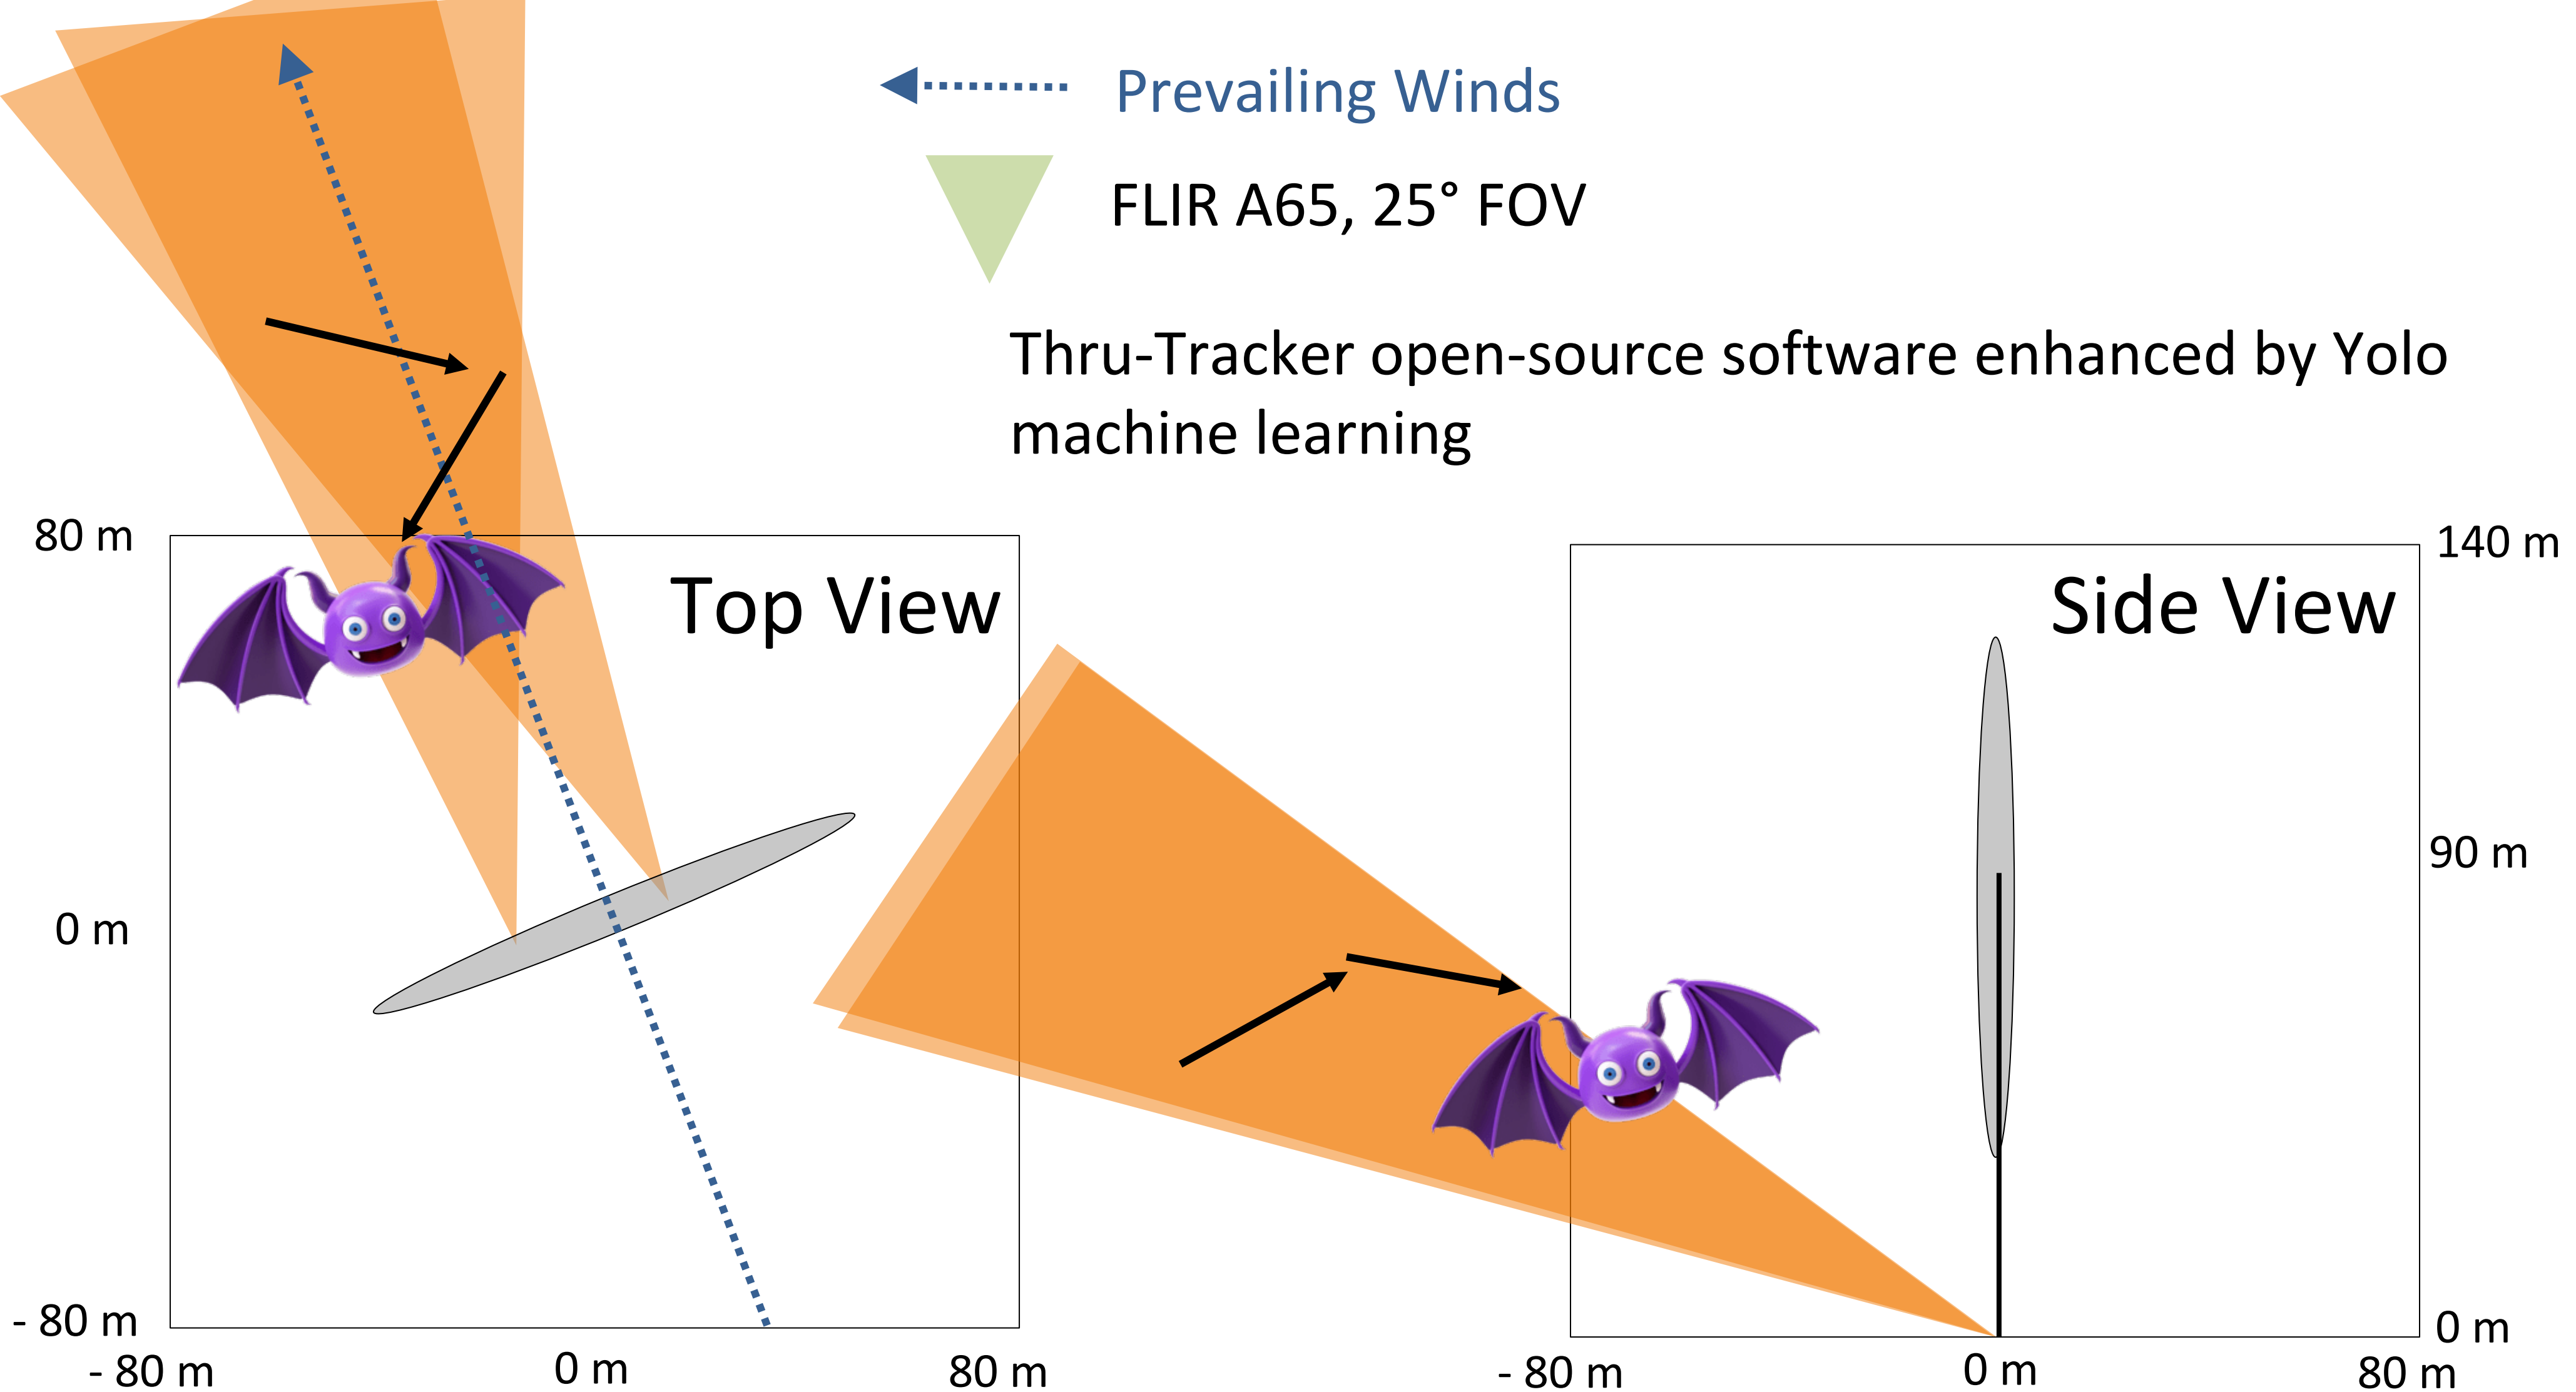 Prevailing Winds
FLIR A65, 25° FOV
Thru-Tracker open-source software enhanced by Yolo
machine learning
80 m
Top View
0 m
- 80 m
- 80 m
0 m
80 m
140 m
Side View
90 m
0 m
- 80 m
0 m
80 m